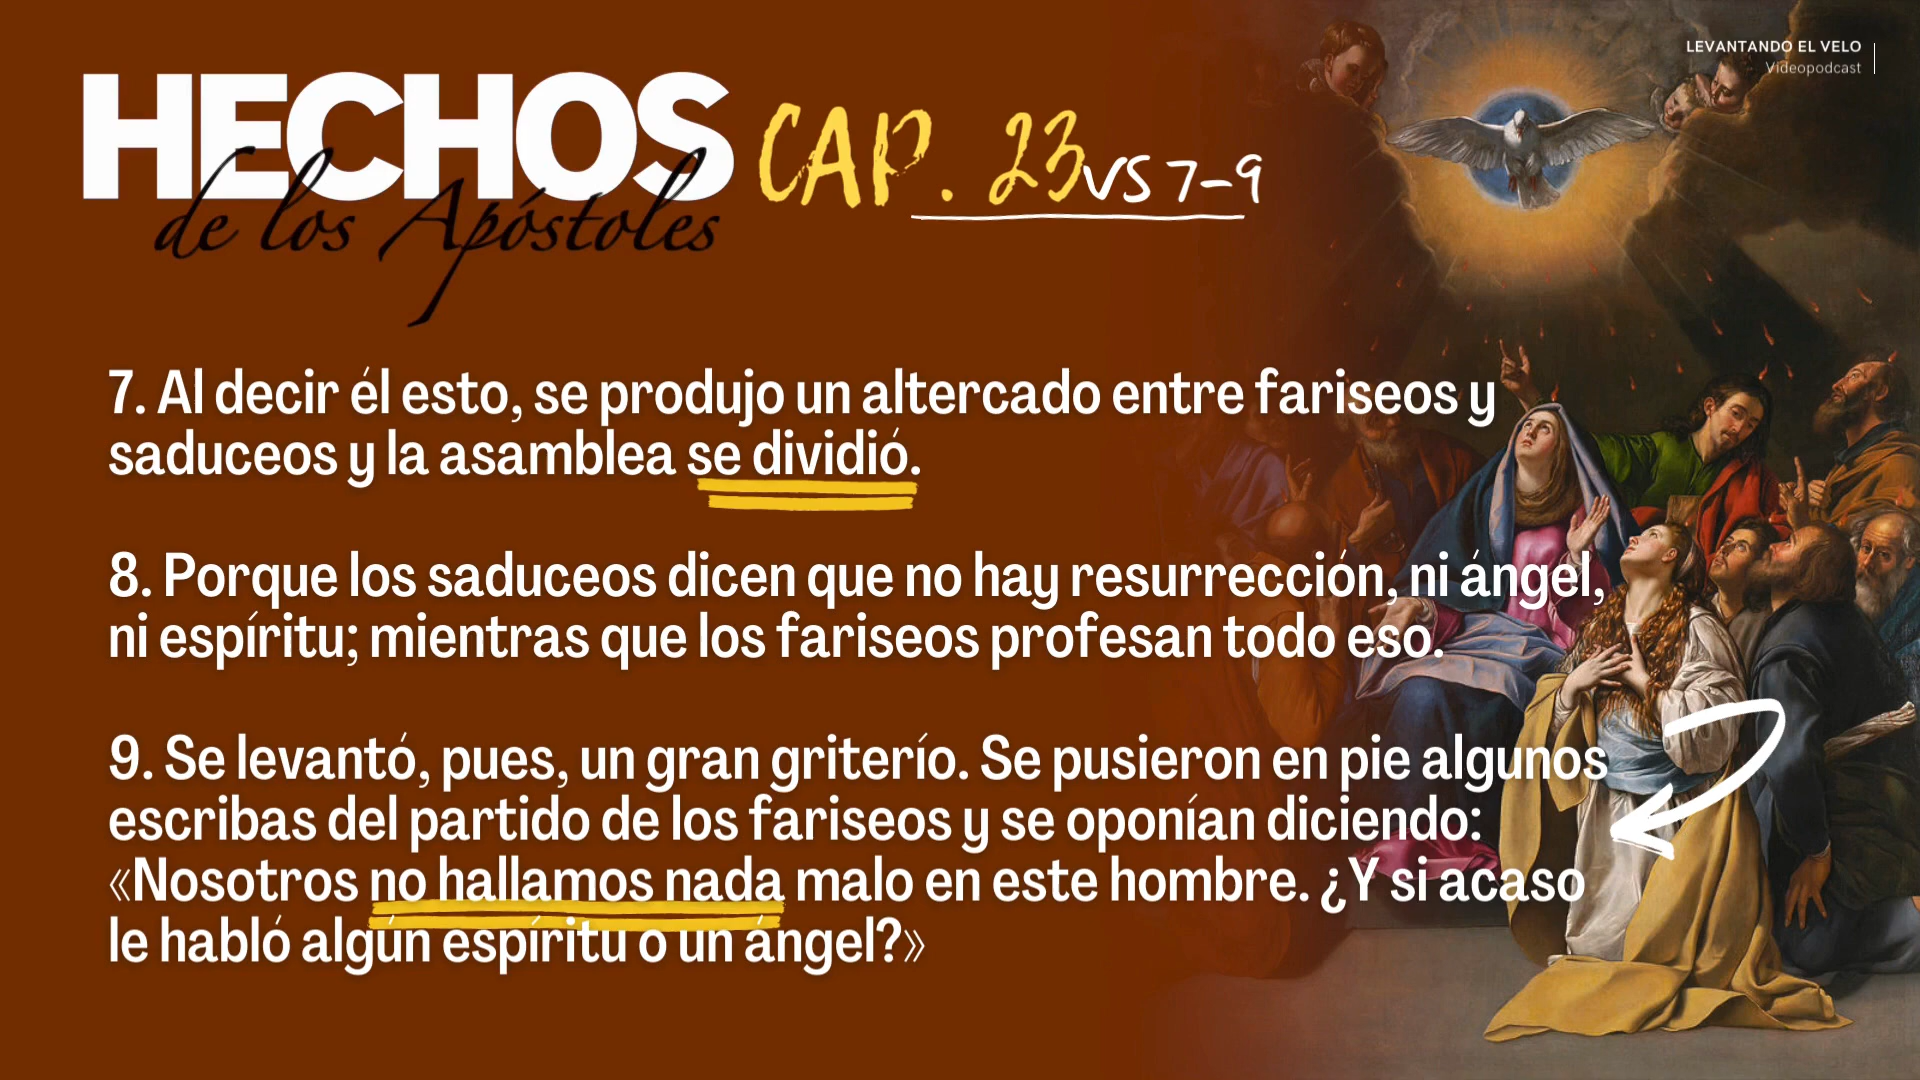 LEVANTANDO EL VELO
Videopodcast
HECHOS
de los Apóstoles
CAP. 23 VS 7-9
7. Al decir él esto, se produjo un altercado entre fariseos y
saduceos y la asamblea se dividió.
8. Porque los saduceos dicen que no hay resurrección, ni ángel,
ni espíritu; mientras que los fariseos profesan todo eso.
9. Se levantó, pues, un gran griterío. Se pusieron en pie algunos
escribas del partido de los fariseos y se oponían diciendo:
«Nosotros no hallamos nada malo en este hombre. ¿Y si acaso
le habló algún espíritu o un ángel?»